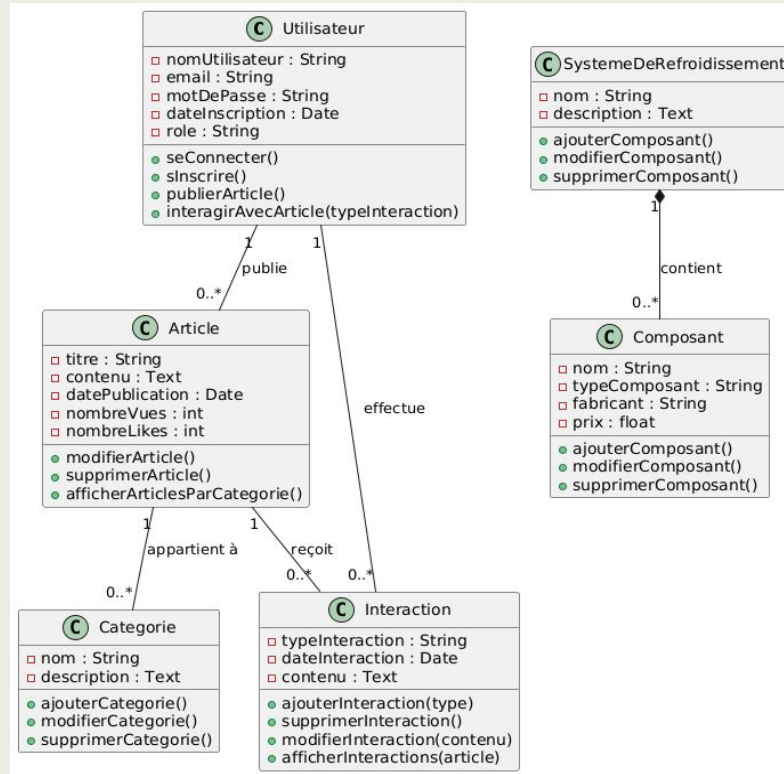 C Utilisateur
nomUtilisateur : String
email : String
motDePasse : String
dateInscription : Date
role : String
seConnecter()
sInscrire()
publierArticle()
interagirAvecArticle(typeInteraction)
C SystemeDeRefroidissement
nom : String
description : Text
ajouterComposant()
modifierComposant()
supprimerComposant()
1
1
1
publie
contient
0..*
0..*
C Article
titre : String
contenu : Text
datePublication : Date
nombreVues : int
nombreLikes : int
modifierArticle()
supprimerArticle()
afficherArticlesParCategorie()
effectue
C Composant
nom : String
typeComposant : String
fabricant : String
prix : float
ajouterComposant()
modifierComposant()
supprimerComposant()
1
1
appartient à
reçoit
0..*
0..*
0..*
C Categorie
nom : String
description : Text
ajouterCategorie()
modifierCategorie()
supprimerCategorie()
C Interaction
typeInteraction : String
dateInteraction : Date
contenu : Text
ajouterInteraction(type)
supprimerInteraction()
modifierInteraction(contenu)
afficherInteractions(article)